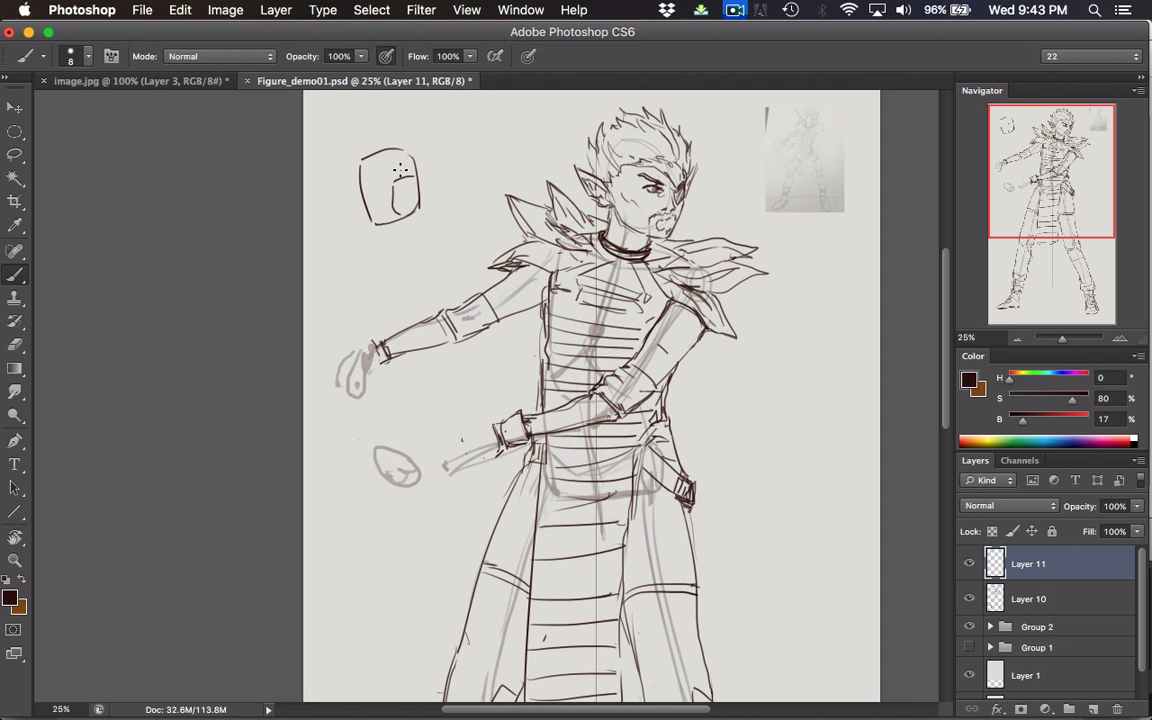 Photoshop File Edit Image Layer Type Select Filter View Window Help 96% Wed 9:43 PM
Adobe Photoshop CS6
8 Mode: Normal Opacity: 100% Flow: 100% 22
× image.jpg @ 100% (Layer 3, RGB/8#) * × Figure_demo01.psd @ 25% (Layer 11, RGB/8) *
Navigator
25%
Color
H 0 °
S 80 %
B 17 %
Layers Channels
Kind
Normal Opacity: 100%
Lock: Fill: 100%
Layer 11
Layer 10
Group 2
Group 1
Layer 1
25% Doc: 32.6M/113.8M